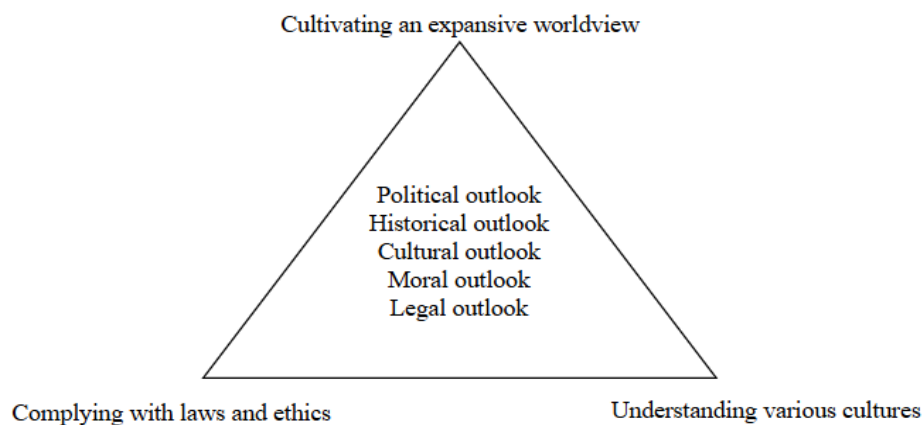 Cultivating an expansive worldview
Political outlook
Historical outlook
Cultural outlook
Moral outlook
Legal outlook
Complying with laws and ethics
Understanding various cultures